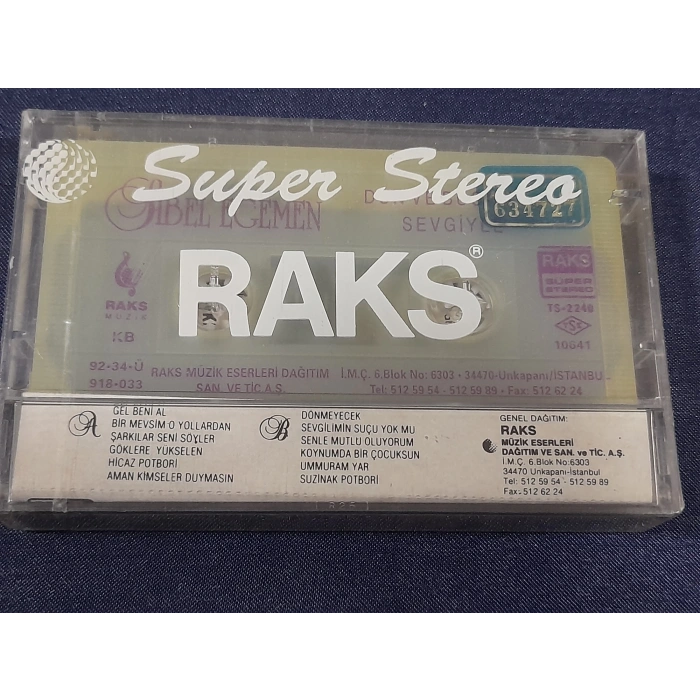 Super Stereo
SİBEL EGEMEN
SEVGİYLE
634727
RAKS®
RAKS
MÜZİK
KB
RAKS
SÜPER
STEREO
TS-2248
TSE
10641
92-34-Ü
918-033
RAKS MÜZİK ESERLERİ DAĞITIM
SAN. VE TİC A.Ş.
İ.M.Ç. 6.Blok No: 6303 - 34470-Unkapanı/İSTANBUL
Tel: 512 59 54 - 512 59 89 - Fax: 512 62 24
A
GEL BENİ AL
BİR MEVSİM O YOLLARDAN
ŞARKILAR SENİ SÖYLER
GÖKLERE YÜKSELEN
HİCAZ POTBORİ
AMAN KİMSELER DUYMASIN
B
DÖNMEYECEK
SEVGİLİMİN SUÇU YOK MU
SENLE MUTLU OLUYORUM
KOYNUMDA BİR ÇOCUKSUN
UMMURAM YAR
SUZİNAK POTBORİ
GENEL DAĞITIM:
RAKS
MÜZİK ESERLERİ
DAĞITIM VE SAN. ve TİC. A.Ş.
İ.M.Ç. 6.Blok No:6303
34470 Unkapanı-İstanbul
Tel: 512 59 54 - 512 59 89
Fax: 512 62 24